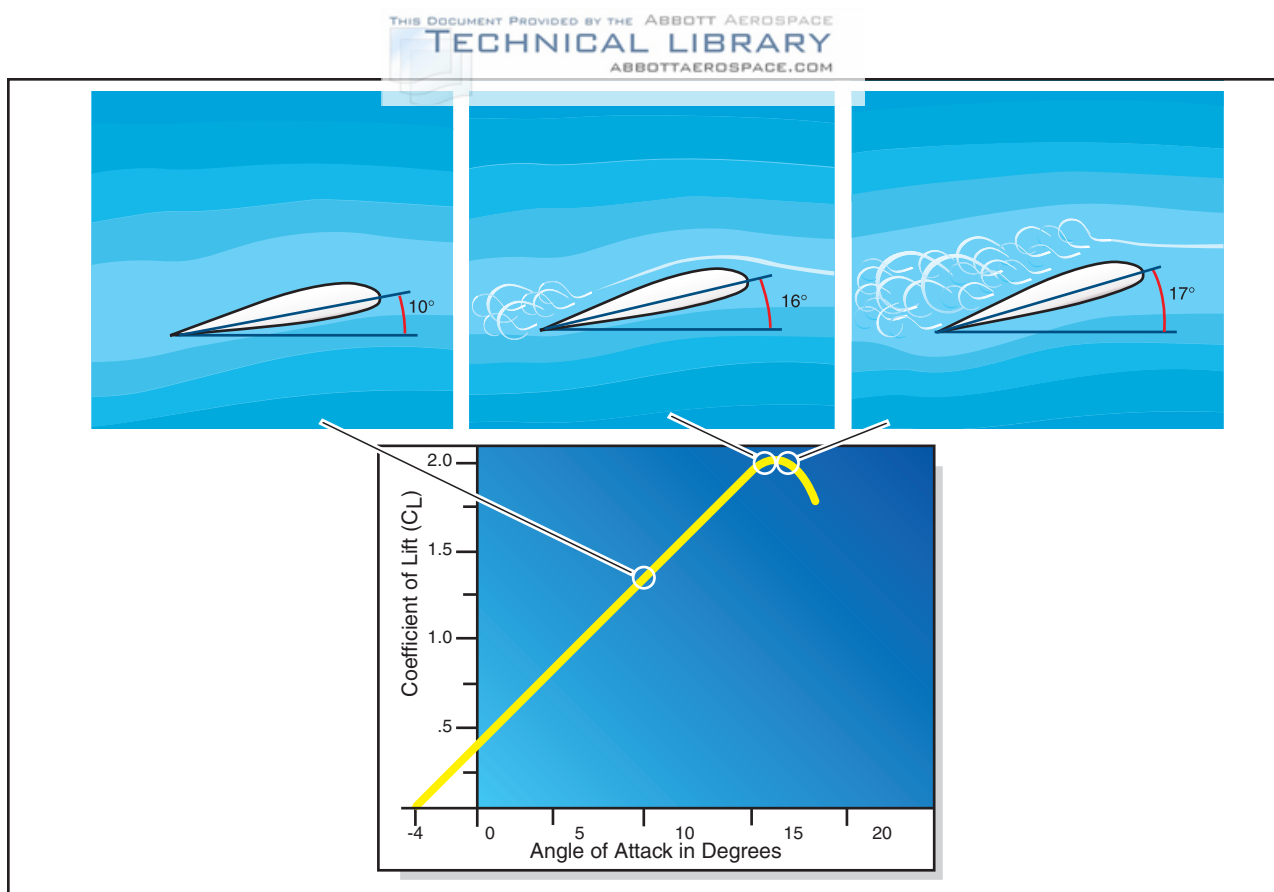 THIS DOCUMENT PROVIDED BY THE ABBOTT AEROSPACE
TECHNICAL LIBRARY
ABBOTTAEROSPACE.COM
10°
16°
17°
2.0
1.5
1.0
.5
Coefficient of Lift (CL)
-4 0 5 10 15 20
Angle of Attack in Degrees